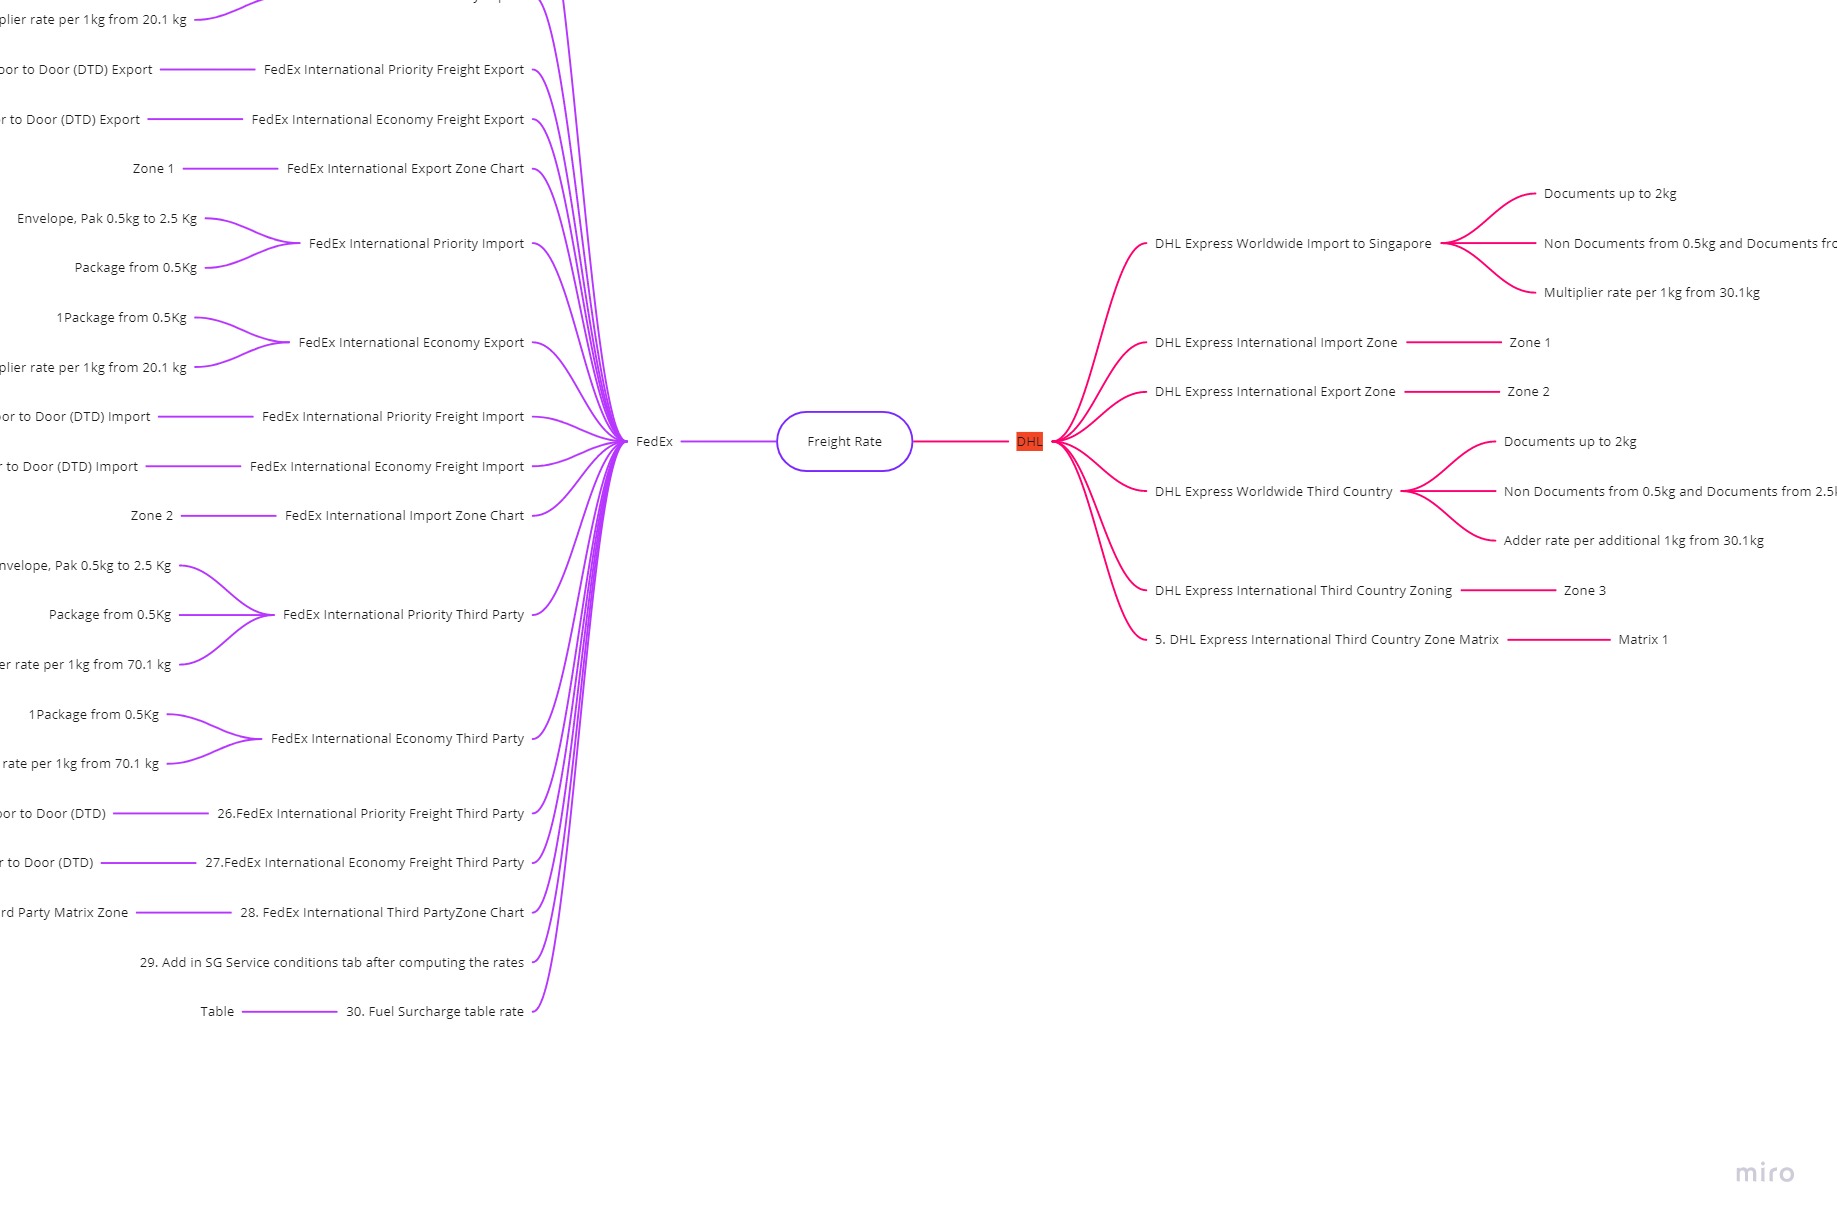 plier rate per 1kg from 20.1 kg
oor to Door (DTD) Export
FedEx International Priority Freight Export
r to Door (DTD) Export
FedEx International Economy Freight Export
Zone 1
FedEx International Export Zone Chart
Envelope, Pak 0.5kg to 2.5 Kg
FedEx International Priority Import
Package from 0.5Kg
1Package from 0.5Kg
FedEx International Economy Export
plier rate per 1kg from 20.1 kg
oor to Door (DTD) Import
FedEx International Priority Freight Import
r to Door (DTD) Import
FedEx International Economy Freight Import
Zone 2
FedEx International Import Zone Chart
nvelope, Pak 0.5kg to 2.5 Kg
Package from 0.5Kg
FedEx International Priority Third Party
er rate per 1kg from 70.1 kg
1Package from 0.5Kg
FedEx International Economy Third Party
rate per 1kg from 70.1 kg
oor to Door (DTD)
26.FedEx International Priority Freight Third Party
r to Door (DTD)
27.FedEx International Economy Freight Third Party
rd Party Matrix Zone
28. FedEx International Third PartyZone Chart
29. Add in SG Service conditions tab after computing the rates
Table
30. Fuel Surcharge table rate
FedEx
Freight Rate
DHL
DHL Express Worldwide Import to Singapore
Documents up to 2kg
Non Documents from 0.5kg and Documents fro
Multiplier rate per 1kg from 30.1kg
DHL Express International Import Zone
Zone 1
DHL Express International Export Zone
Zone 2
DHL Express Worldwide Third Country
Documents up to 2kg
Non Documents from 0.5kg and Documents from 2.5k
Adder rate per additional 1kg from 30.1kg
DHL Express International Third Country Zoning
Zone 3
5. DHL Express International Third Country Zone Matrix
Matrix 1
miro